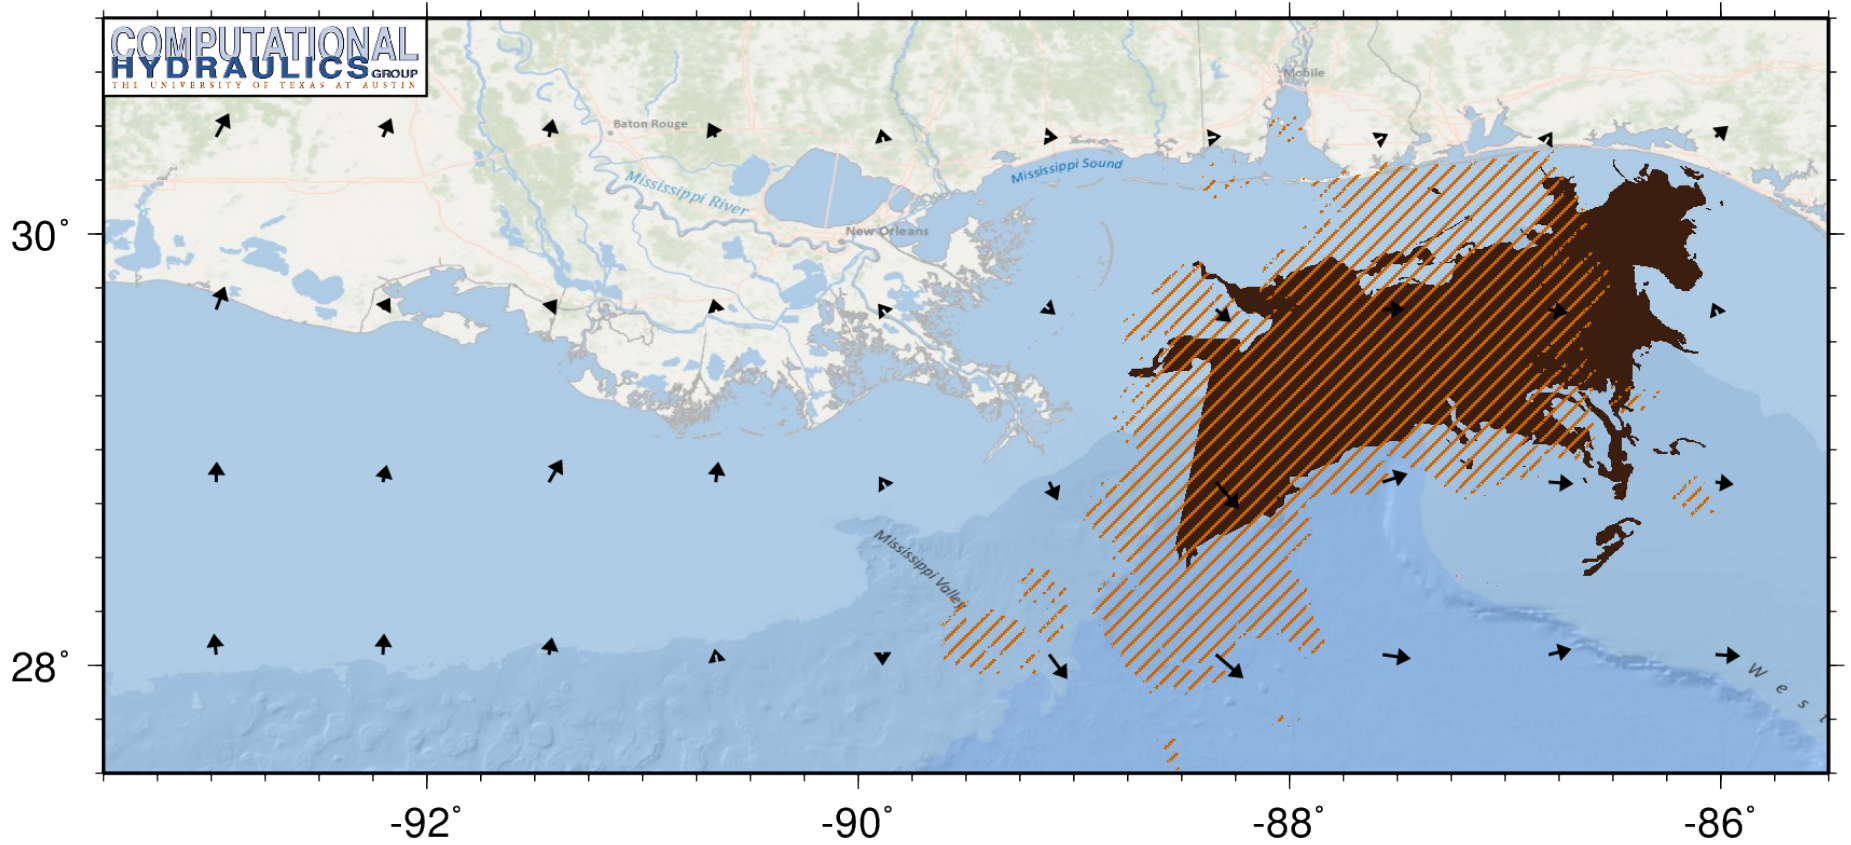 COMPUTATIONAL
HYDRAULICS GROUP
THE UNIVERSITY OF TEXAS AT AUSTIN
Mobile
Baton Rouge
Mississippi Sound
Mississippi River
30°
New Orleans
Mississippi Valley
28°
West
-92°
-90°
-88°
-86°